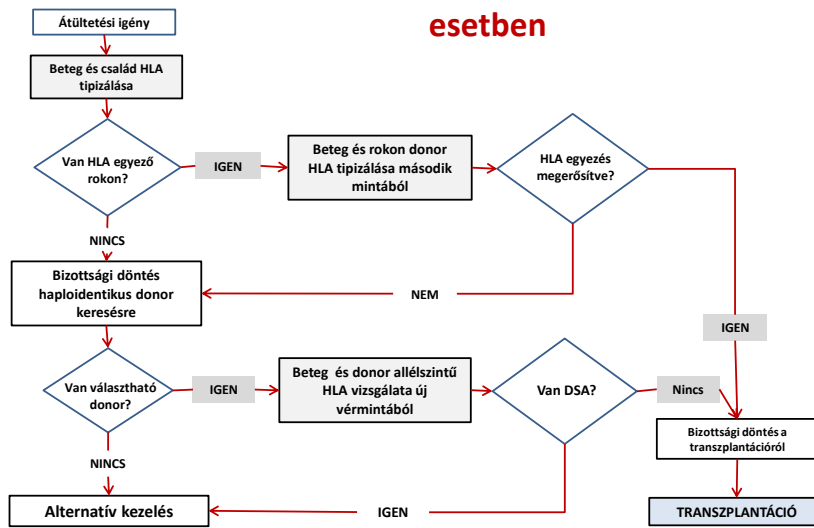 esetben
Átültetési igény
Beteg és család HLA
tipizálása
Van HLA egyező
rokon?
IGEN
Beteg és rokon donor
HLA tipizálása második
mintából
HLA egyezés
megerősítve?
NINCS
Bizottsági döntés
haploidentikus donor
keresésre
NEM
IGEN
Van választható
donor?
IGEN
Beteg és donor allélszintű
HLA vizsgálata új
vérmintából
Van DSA?
Nincs
Bizottsági döntés a
transzplantációról
NINCS
Alternatív kezelés
IGEN
TRANSZPLANTÁCIÓ